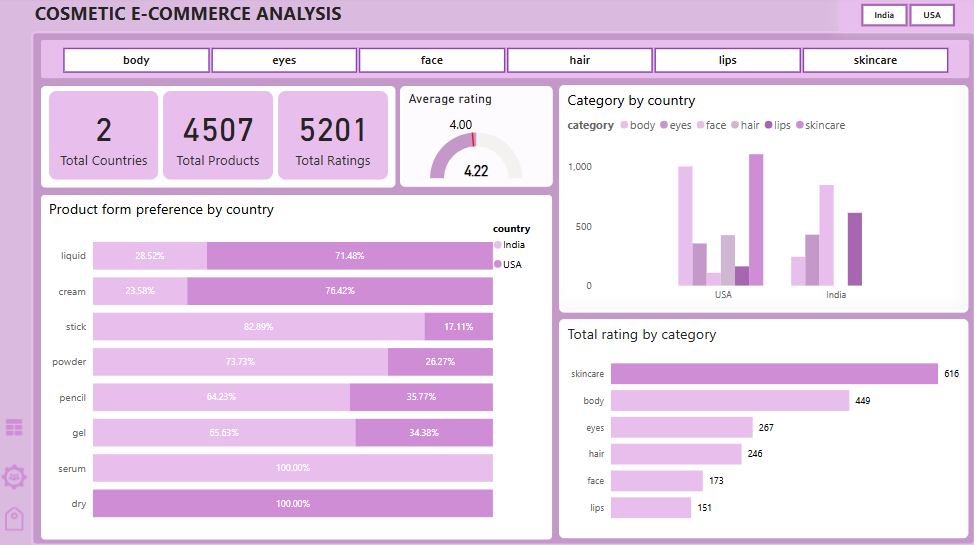 COSMETIC E-COMMERCE ANALYSIS
India USA
body eyes face hair lips skincare
2 4507 5201
Total Countries Total Products Total Ratings
Average rating
4.00
4.22
Category by country
category body eyes face hair lips skincare
1,000
500
0
USA India
Product form preference by country
country
India
USA
liquid 28.52% 71.48%
cream 23.58% 76.42%
stick 82.89% 17.11%
powder 73.73% 26.27%
pencil 64.23% 35.77%
gel 65.63% 34.38%
serum 100.00%
dry 100.00%
Total rating by category
skincare 616
body 449
eyes 267
hair 246
face 173
lips 151